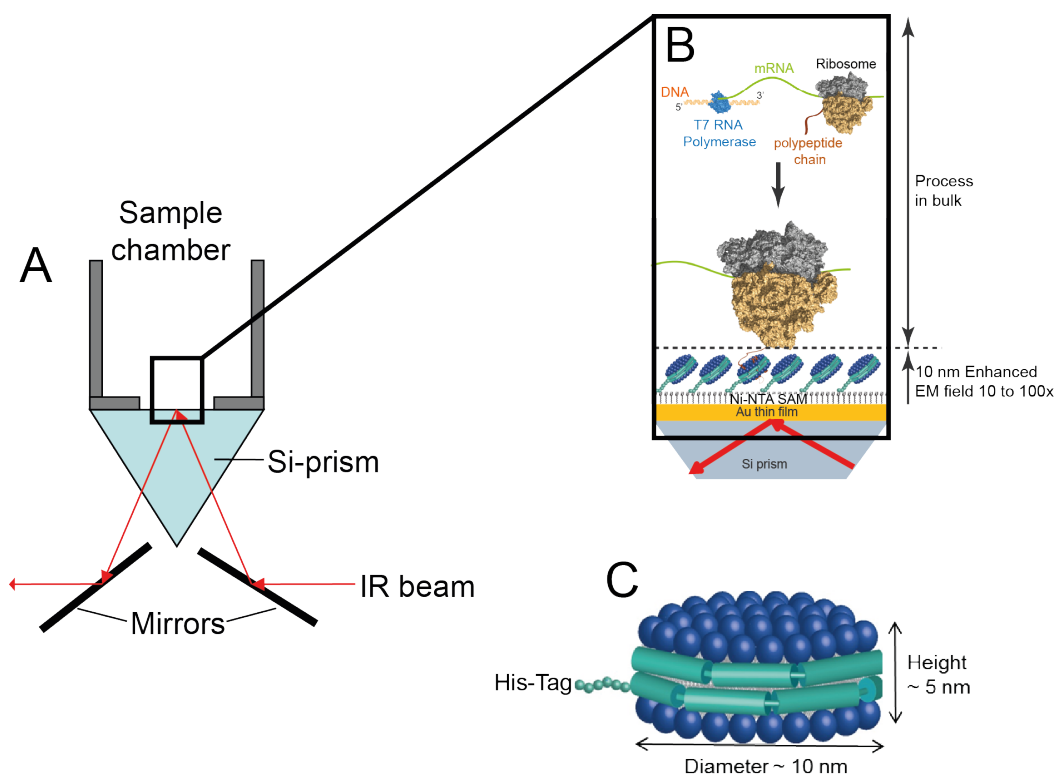 A
Sample
chamber
Si-prism
IR beam
Mirrors
B
mRNA
Ribosome
DNA
5'
3'
T7 RNA
Polymerase
polypeptide
chain
Process
in bulk
10 nm Enhanced
EM field 10 to 100x
Ni-NTA SAM
Au thin film
Si prism
C
His-Tag
Height
~ 5 nm
Diameter ~ 10 nm